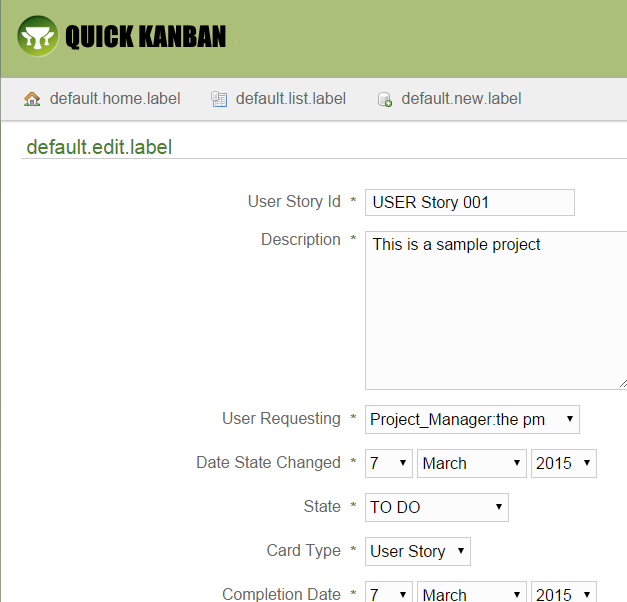 QUICK KANBAN
default.home.label default.list.label default.new.label
default.edit.label
User Story Id * USER Story 001
Description * This is a sample project
User Requesting * Project_Manager:the pm
Date State Changed * 7 March 2015
State * TO DO
Card Type * User Story
Completion Date * 7 March 2015